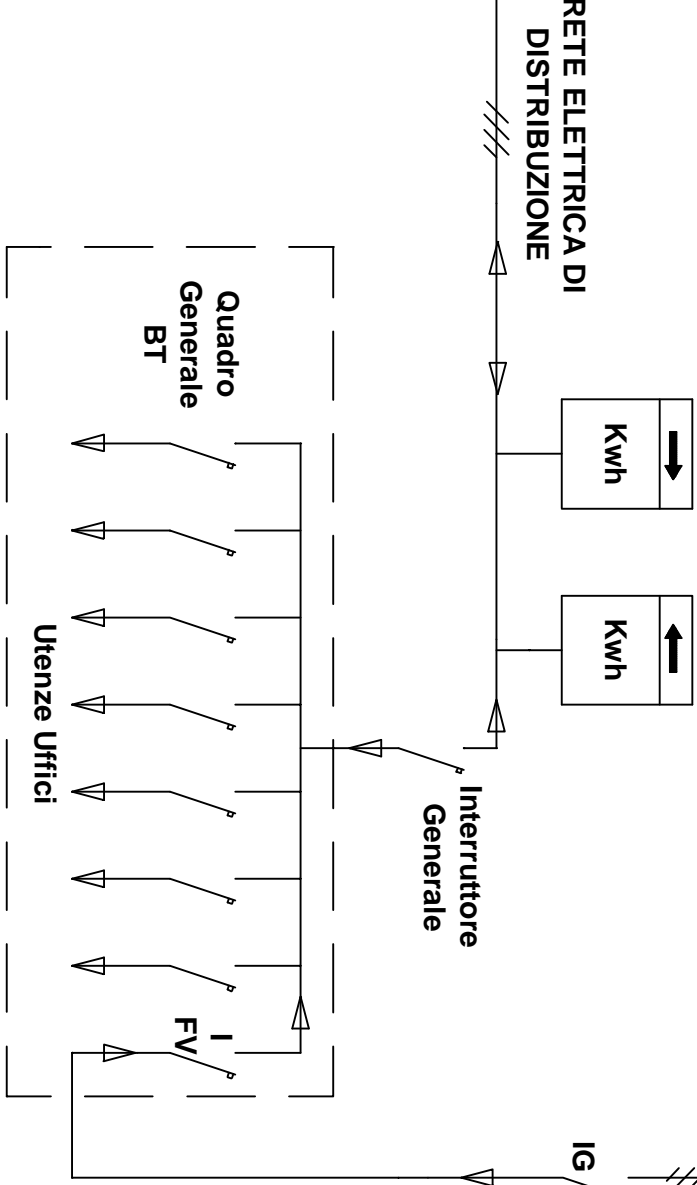 RETE ELETTRICA DI
DISTRIBUZIONE
Kwh
Kwh
Interruttore
Generale
Quadro
Generale
BT
Utenze Uffici
I
FV
IG